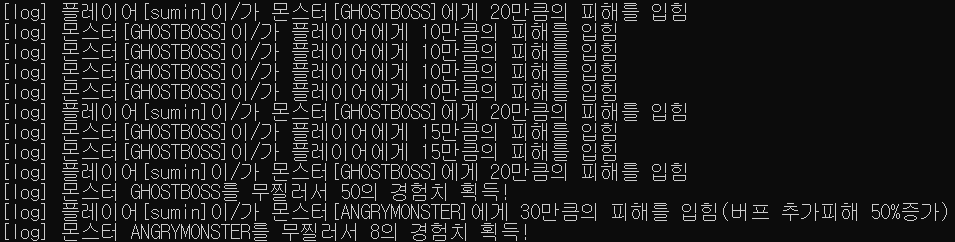 [log] 플레이어[sumin]이/가 몬스터[GHOSTBOSS]에게 20만큼의 피해를 입힘
[log] 몬스터[GHOSTBOSS]이/가 플레이어에게 10만큼의 피해를 입힘
[log] 몬스터[GHOSTBOSS]이/가 플레이어에게 10만큼의 피해를 입힘
[log] 몬스터[GHOSTBOSS]이/가 플레이어에게 10만큼의 피해를 입힘
[log] 몬스터[GHOSTBOSS]이/가 플레이어에게 10만큼의 피해를 입힘
[log] 플레이어[sumin]이/가 몬스터[GHOSTBOSS]에게 20만큼의 피해를 입힘
[log] 몬스터[GHOSTBOSS]이/가 플레이어에게 15만큼의 피해를 입힘
[log] 몬스터[GHOSTBOSS]이/가 플레이어에게 15만큼의 피해를 입힘
[log] 플레이어[sumin]이/가 몬스터[GHOSTBOSS]에게 20만큼의 피해를 입힘
[log] 몬스터 GHOSTBOSS를 무찔러서 50의 경험치 획득!
[log] 플레이어[sumin]이/가 몬스터[ANGRYMONSTER]에게 30만큼의 피해를 입힘(버프 추가피해 50%증가)
[log] 몬스터 ANGRYMONSTER를 무찔러서 8의 경험치 획득!